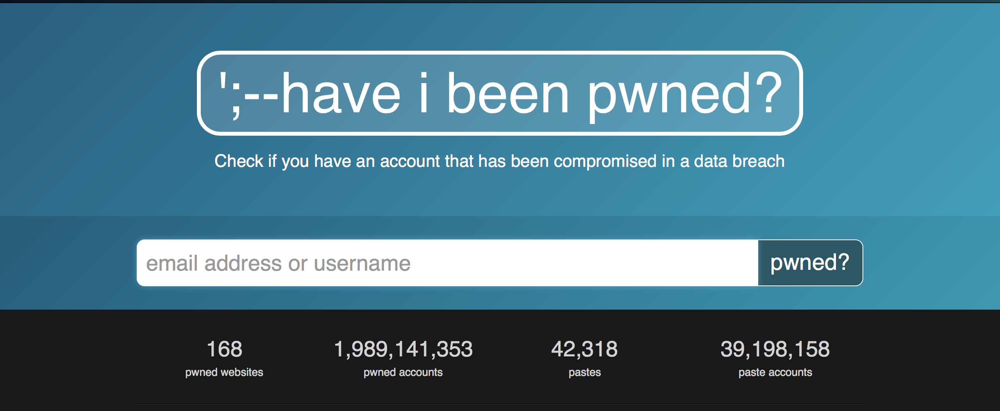 ';--have i been pwned?
Check if you have an account that has been compromised in a data breach
email address or username pwned?
168 1,989,141,353 42,318 39,198,158
pwned websites pwned accounts pastes paste accounts